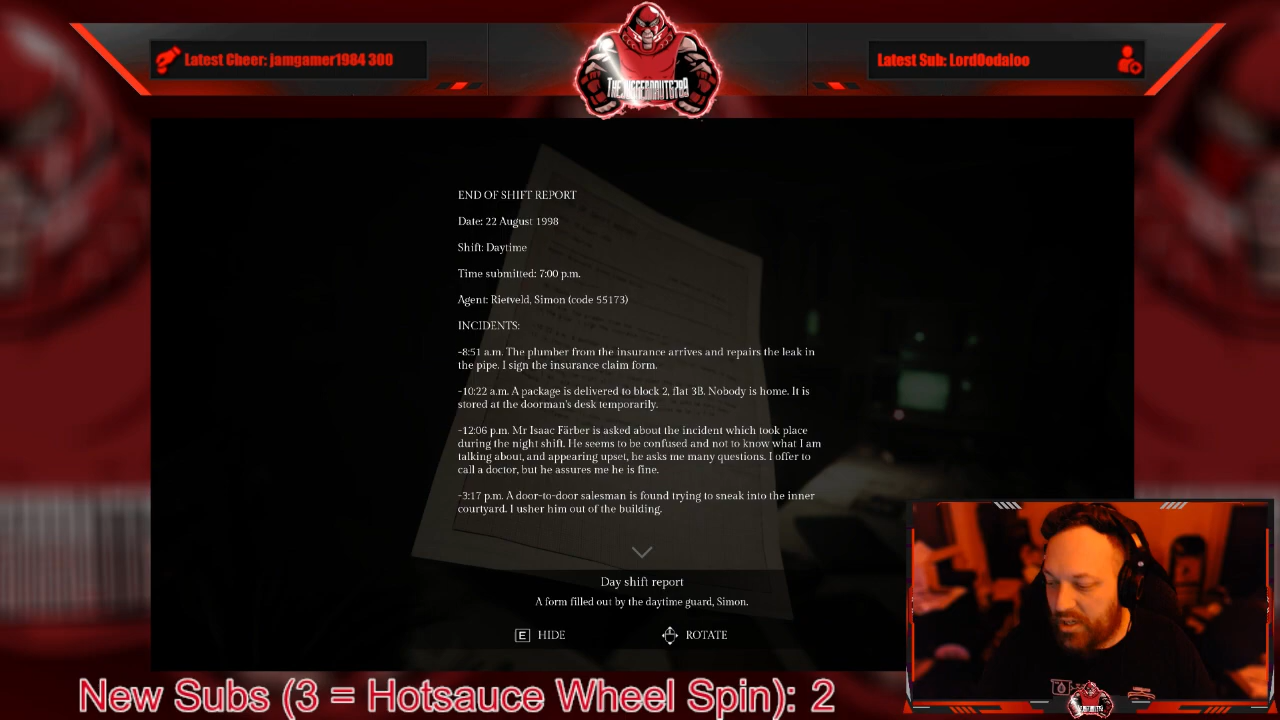 Latest Cheer: jamgamer1984 300
Latest Sub: LordOodaloo
END OF SHIFT REPORT
Date: 22 August 1998
Shift: Daytime
Time submitted: 7:00 p.m.
Agent: Rietveld, Simon (code 55173)
INCIDENTS:
-8:51 a.m. The plumber from the insurance arrives and repairs the leak in
the pipe. I sign the insurance claim form.
-10:22 a.m. A package is delivered to block 2, flat 3B. Nobody is home. It is
stored at the doorman's desk temporarily.
-12:06 p.m. Mr Isaac Färber is asked about the incident which took place
during the night shift. He seems to be confused and not to know what I am
talking about, and appearing upset, he asks me many questions. I offer to
call a doctor, but he assures me he is fine.
-3:17 p.m. A door-to-door salesman is found trying to sneak into the inner
courtyard. I usher him out of the building.
Day shift report
A form filled out by the daytime guard, Simon.
E HIDE
ROTATE
New Subs (3 = Hotsauce Wheel Spin): 2